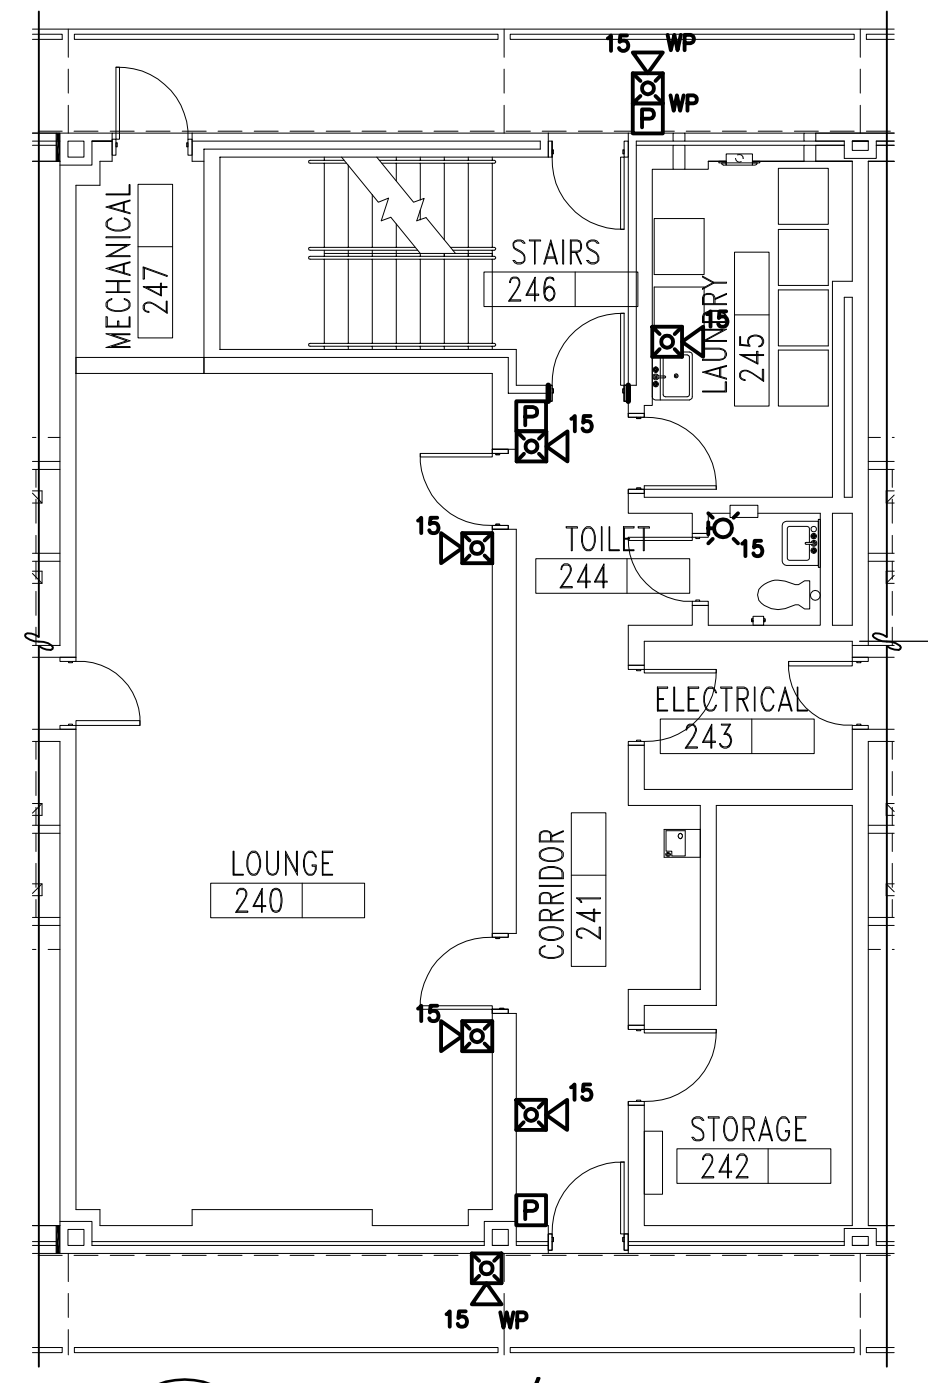 15 WP
WP
P
MECHANICAL
247
STAIRS
246
LAUNDRY
245
15
P
15
15
TOILET
244
15
ELECTRICAL
243
LOUNGE
240
CORRIDOR
241
15
15
STORAGE
242
P
15 WP